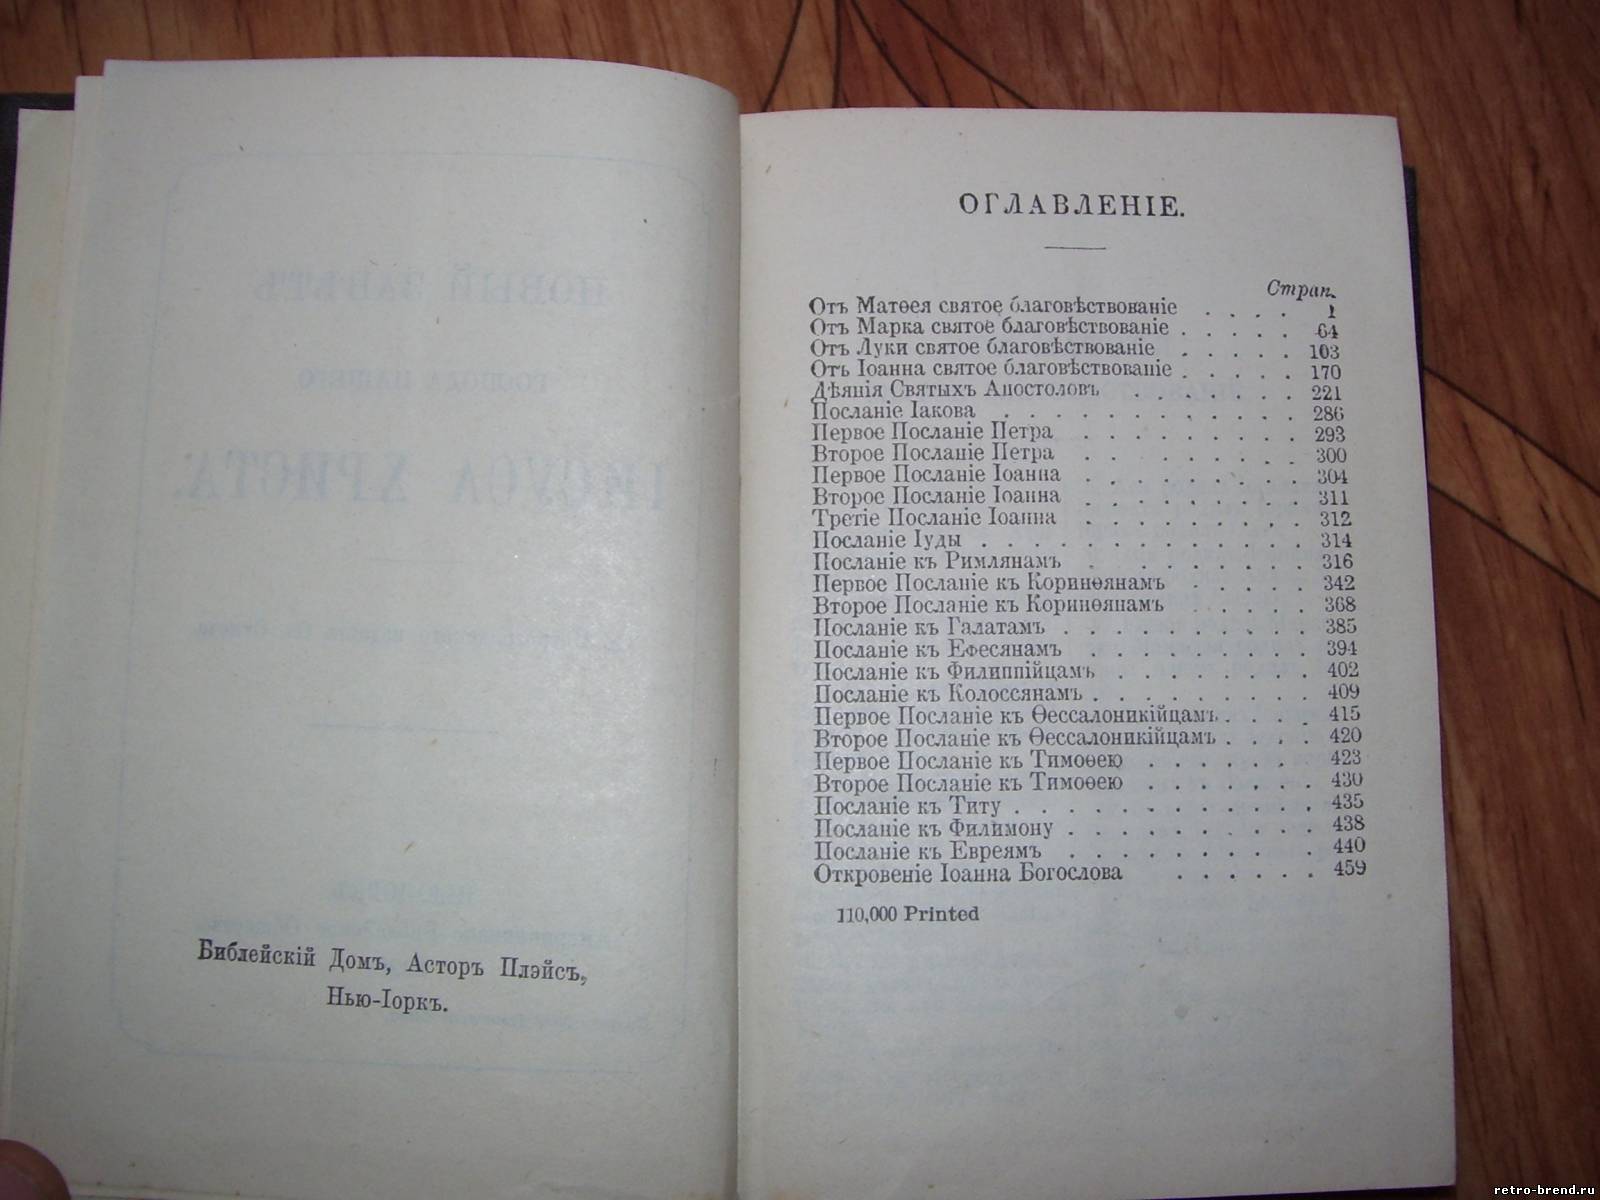 Библейскій Домъ, Асторъ Плэйсъ,
Нью-Іоркъ.
ОГЛАВЛЕНІЕ.
Стран.
Отъ Матѳея святое благовѣствованіе . . . . 1
Отъ Марка святое благовѣствованіе . . . . . 64
Отъ Луки святое благовѣствованіе . . . . . 103
Отъ Іоанна святое благовѣствованіе . . . . . 170
Дѣянія Святыхъ Апостоловъ . . . . . . . 221
Посланіе Іакова . . . . . . . . . . . 286
Первое Посланіе Петра . . . . . . . . . 293
Второе Посланіе Петра . . . . . . . . 300
Первое Посланіе Іоанна . . . . . . . . . 304
Второе Посланіе Іоанна . . . . . . . . . 311
Третіе Посланіе Іоанна . . . . . . . . . 312
Посланіе Іуды . . . . . . . . . . . . . 314
Посланіе къ Римлянамъ . . . . . . . . 316
Первое Посланіе къ Коринѳянамъ . . . . . 342
Второе Посланіе къ Коринѳянамъ . . . . . 368
Посланіе къ Галатамъ . . . . . . . . . . 385
Посланіе къ Ефесянамъ . . . . . . . . . 394
Посланіе къ Филиппійцамъ . . . . . . . . 402
Посланіе къ Колоссянамъ . . . . . . . . . 409
Первое Посланіе къ Ѳессалоникійцамъ . . . . 415
Второе Посланіе къ Ѳессалоникійцамъ . . . . 420
Первое Посланіе къ Тимоѳею . . . . . . 423
Второе Посланіе къ Тимоѳею . . . . . . . 430
Посланіе къ Титу . . . . . . . . . . . . 435
Посланіе къ Филимону . . . . . . . . . . 438
Посланіе къ Евреямъ . . . . . . . . . 440
Откровеніе Іоанна Богослова . . . . . . 459
110,000 Printed
retro-brend.ru